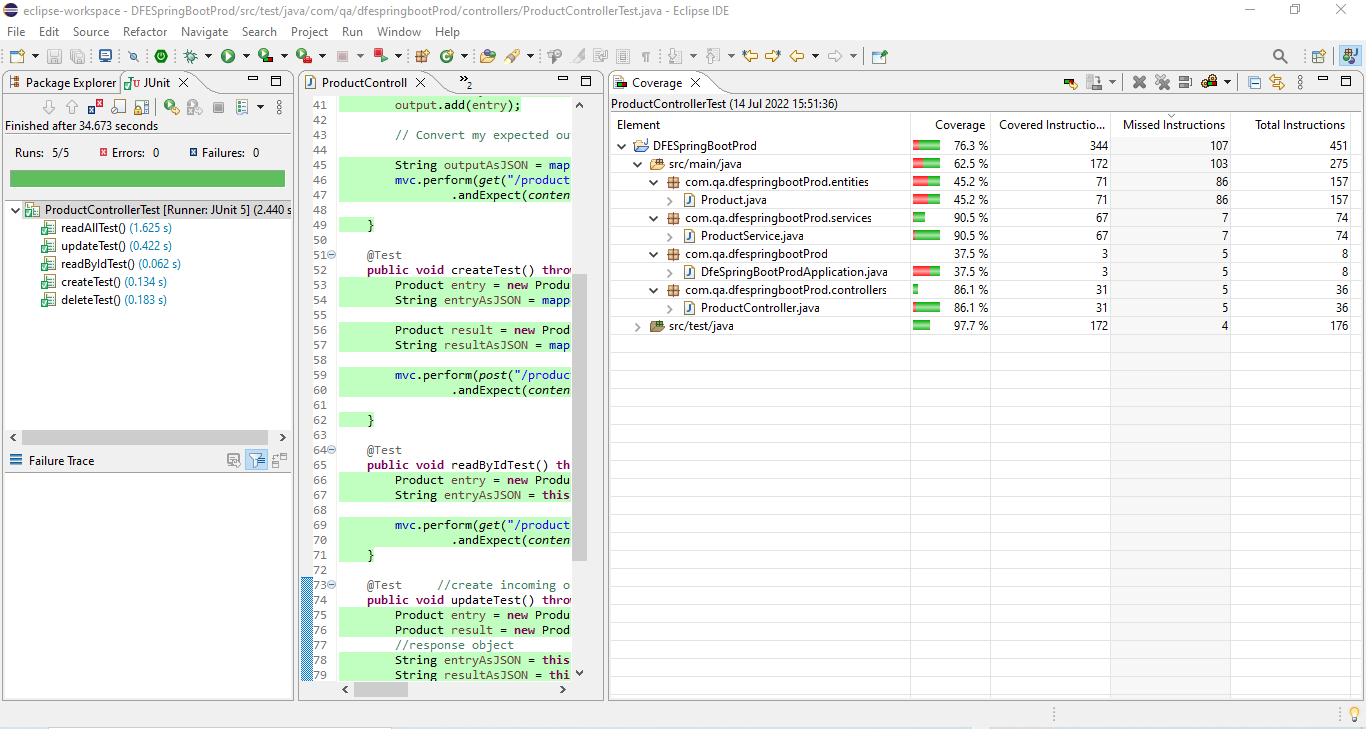 eclipse-workspace - DFESpringBootProd/src/test/java/com/qa/dfespringbootProd/controllers/ProductControllerTest.java - Eclipse IDE
File Edit Source Refactor Navigate Search Project Run Window Help
Package Explorer JUnit
Finished after 34.673 seconds
Runs: 5/5 Errors: 0 Failures: 0
ProductControllerTest [Runner: JUnit 5] (2.440 s
readAllTest() (1.625 s)
updateTest() (0.422 s)
readByIdTest() (0.062 s)
createTest() (0.134 s)
deleteTest() (0.183 s)
Failure Trace
ProductControll
2
41 output.add(entry);
42
43 // Convert my expected ou
44
45 String outputAsJSON = map
46 mvc.perform(get("/product
47 .andExpect(conten
48
49 }
50
51 @Test
52 public void createTest() throw
53 Product entry = new Produ
54 String entryAsJSON = mapp
55
56 Product result = new Prod
57 String resultAsJSON = map
58
59 mvc.perform(post("/produc
60 .andExpect(conten
61
62 }
63
64 @Test
65 public void readByIdTest() th
66 Product entry = new Produ
67 String entryAsJSON = this
68
69 mvc.perform(get("/product
70 .andExpect(conten
71 }
72
73 @Test //create incoming o
74 public void updateTest() throw
75 Product entry = new Produ
76 Product result = new Prod
77 //response object
78 String entryAsJSON = this
79 String resultAsJSON = thi
Coverage
ProductControllerTest (14 Jul 2022 15:51:36)
Element Coverage Covered Instructio... Missed Instructions Total Instructions
DFESpringBootProd 76.3 % 344 107 451
src/main/java 62.5 % 172 103 275
com.qa.dfespringbootProd.entities 45.2 % 71 86 157
Product.java 45.2 % 71 86 157
com.qa.dfespringbootProd.services 90.5 % 67 7 74
ProductService.java 90.5 % 67 7 74
com.qa.dfespringbootProd 37.5 % 3 5 8
DfeSpringBootProdApplication.java 37.5 % 3 5 8
com.qa.dfespringbootProd.controllers 86.1 % 31 5 36
ProductController.java 86.1 % 31 5 36
src/test/java 97.7 % 172 4 176